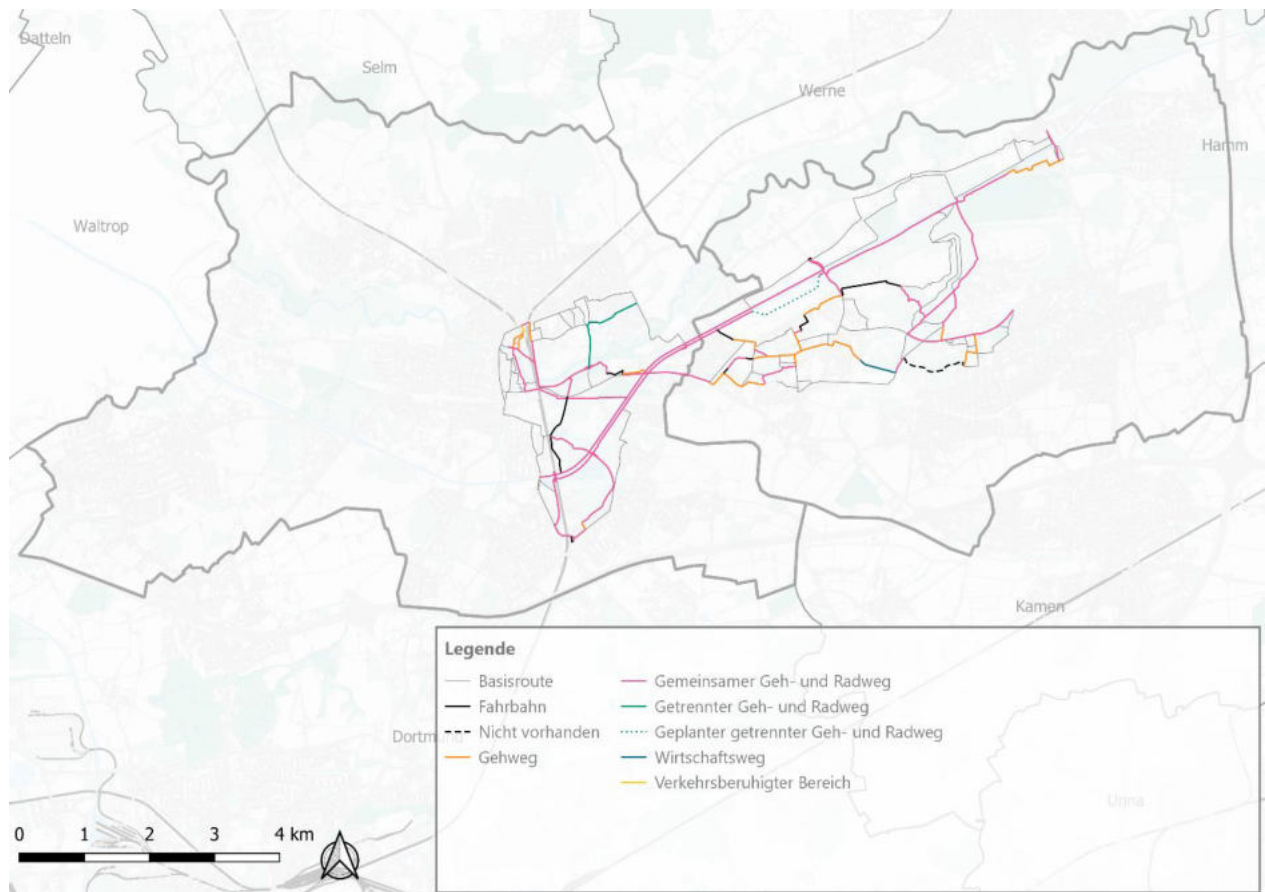 Datteln
Selm
Werne
Hamm
Waltrop
Kamen
Dortmund
Unna
Legende
Basisroute
Fahrbahn
Nicht vorhanden
Gehweg
Gemeinsamer Geh- und Radweg
Getrennter Geh- und Radweg
Geplanter getrennter Geh- und Radweg
Wirtschaftsweg
Verkehrsberuhigter Bereich
0 1 2 3 4 km